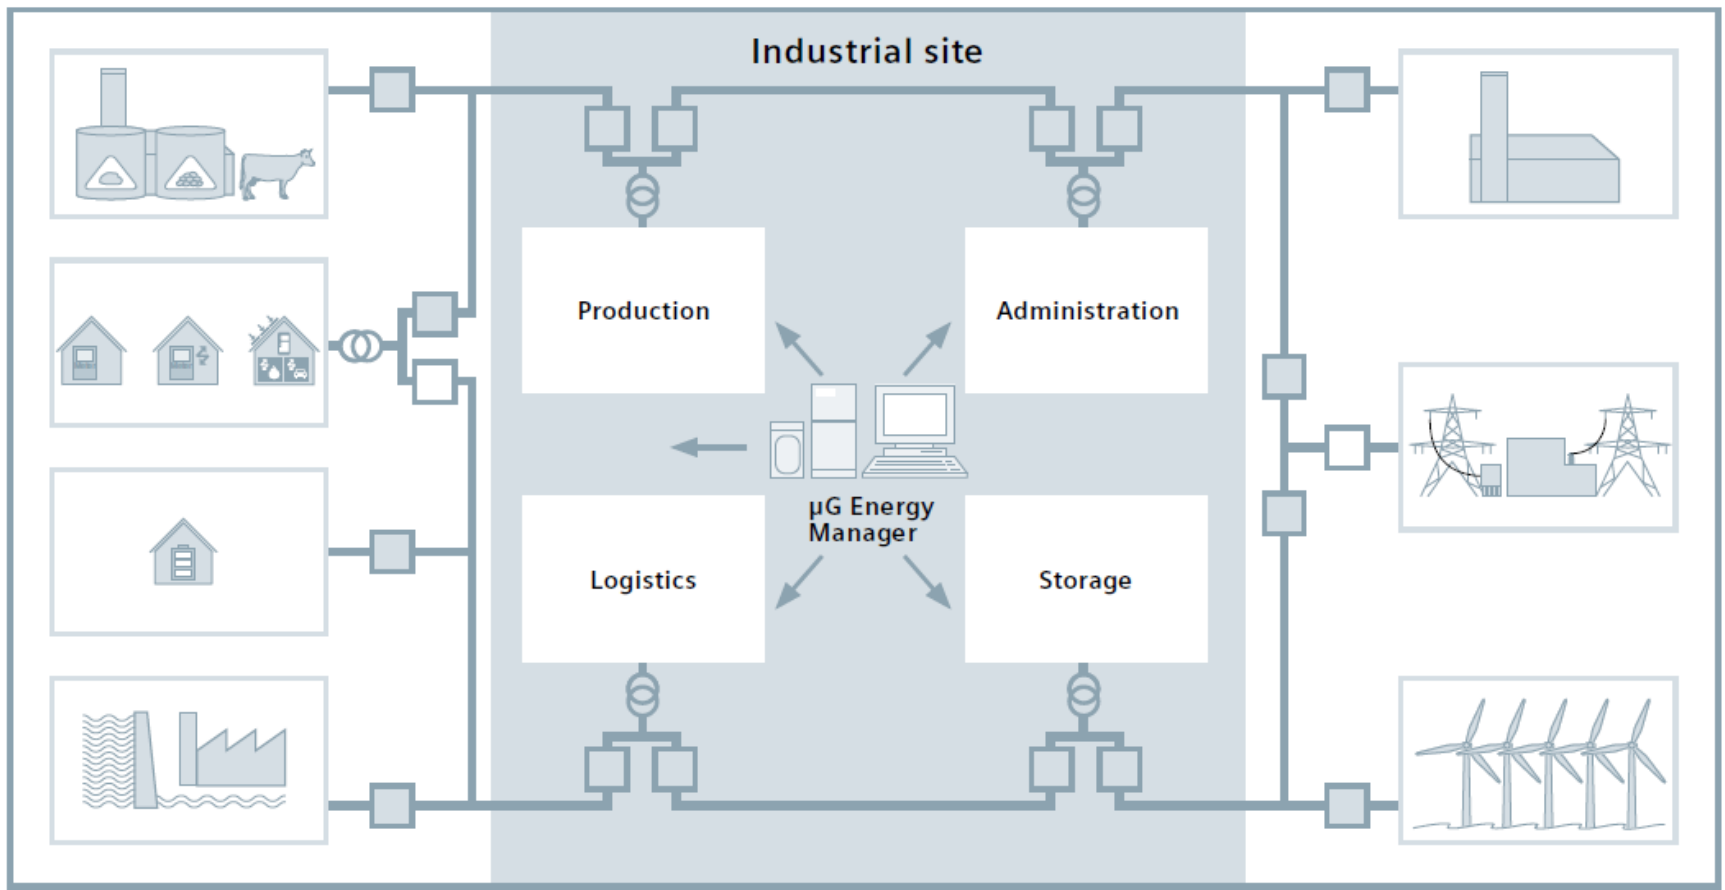 Industrial site
Production
Administration
µG Energy
Manager
Logistics
Storage